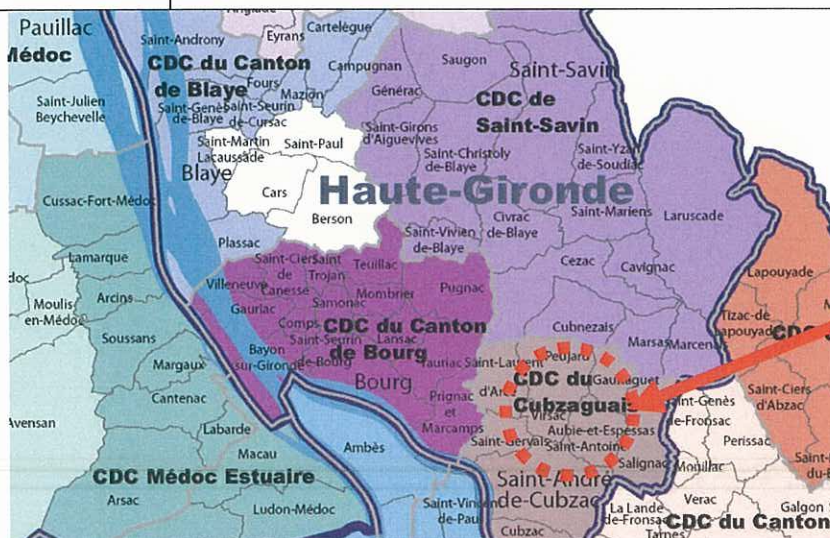 Pauillac
Médoc
Saint-Androny
Eyrans
Cartelègue
CDC du Canton
de Blaye
Campugnan
Fours
Mazion
Saint-Genès
de-Blaye
Saint-Seurin
de-Cursac
Saint-Julien
Beychevelle
Saint-Martin
Lacaussade
Saint-Paul
Blaye
Cars
Berson
Plassac
Saugon
Générac
Saint-Savin
CDC de
Saint-Savin
Saint-Girons
d'Aiguevives
Saint-Christoly
de-Blaye
Saint-Yzan
de-Soudiac
Haute-Gironde
Saint-Mariens
Laruscade
Civrac
de-Blaye
Saint-Vivien
de-Blaye
Cezac
Cavignac
Cubnezais
Marsas
Marcenais
Cussac-Fort-Médoc
Lamarque
Arcins
Moulis
en-Médoc
Soussans
Margaux
Cantenac
Avensan
Labarde
Macau
CDC Médoc Estuaire
Arsac
Ludon-Médoc
Villeneuve
Saint-Ciers
de
Canesse
Saint
Trojan
Teuillac
Gauriac
Samonac
Mombrier
Pugnac
Comps
CDC du Canton
de Bourg
Saint-Seurin
de-Bourg
Lansac
Bayon
sur-Gironde
Bourg
Tauriac
Prignac
et
Marcamps
Ambès
Saint-Vincent
de-Paul
Saint-Laurent
d'Arce
Peujard
Gauriaguet
CDC du
Cubzaguais
Virsac
Aubie-et-Espessas
Saint-Gervais
Saint-Antoine
Salignac
Saint-André
de-Cubzac
Cubzac
Lapouyade
Tizac-de
Lapouyade
Saint-Ciers
d'Abzac
Saint-Genès
de-Fronsac
Perissac
Mouillac
Verac
La Lande
de-Fronsac
Galgon
CDC du Canton
Tarnes